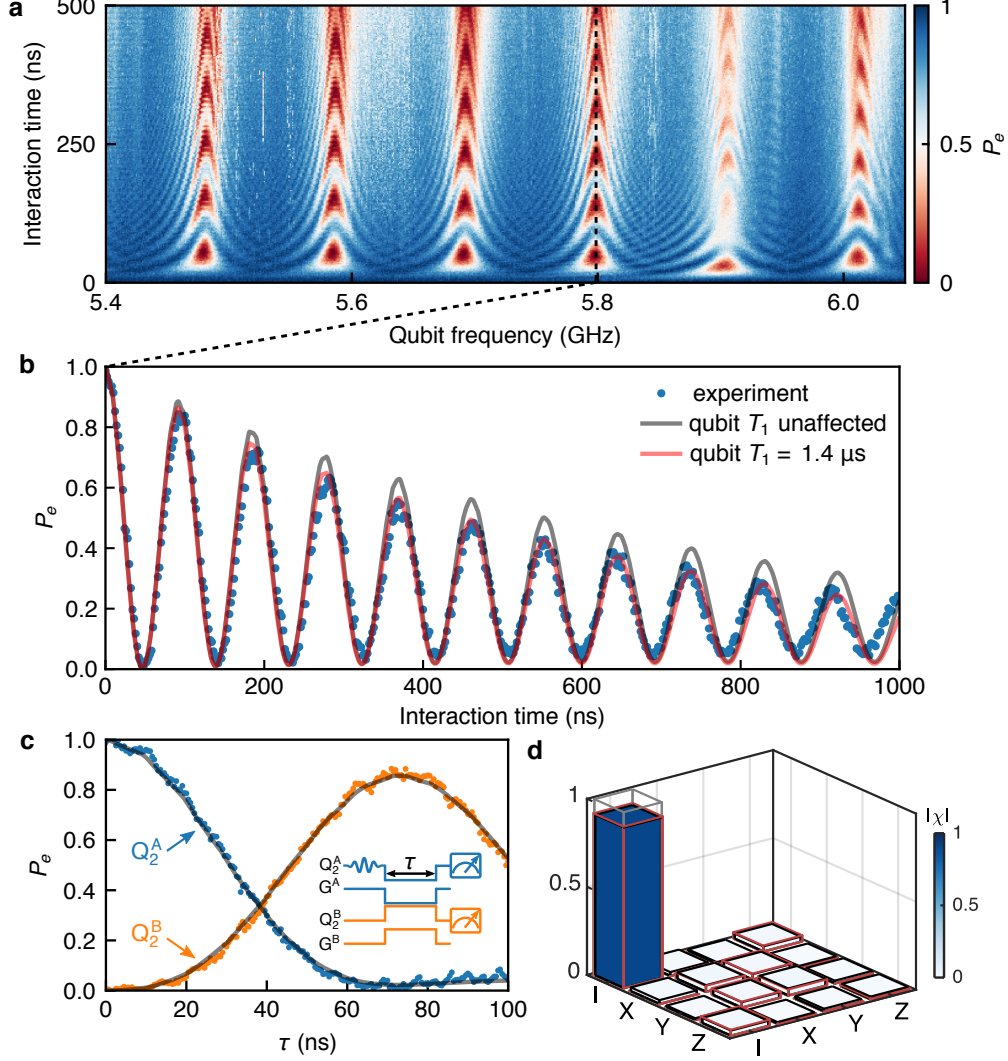 a
500
250
0
Interaction time (ns)
5.4
5.6
5.8
6.0
Qubit frequency (GHz)
1
0.5
0
Pe
b
1.0
0.8
0.6
0.4
0.2
0.0
Pe
experiment
qubit T1 unaffected
qubit T1 = 1.4 μs
0
200
400
600
800
1000
Interaction time (ns)
c
1.0
0.8
0.6
0.4
0.2
0.0
Pe
Q2A
Q2B
Q2A
τ
GA
Q2B
GB
0
20
40
60
80
100
τ (ns)
d
1
0.5
0
I
X
Y
Z
I
X
Y
Z
|χ|
1
0.5
0